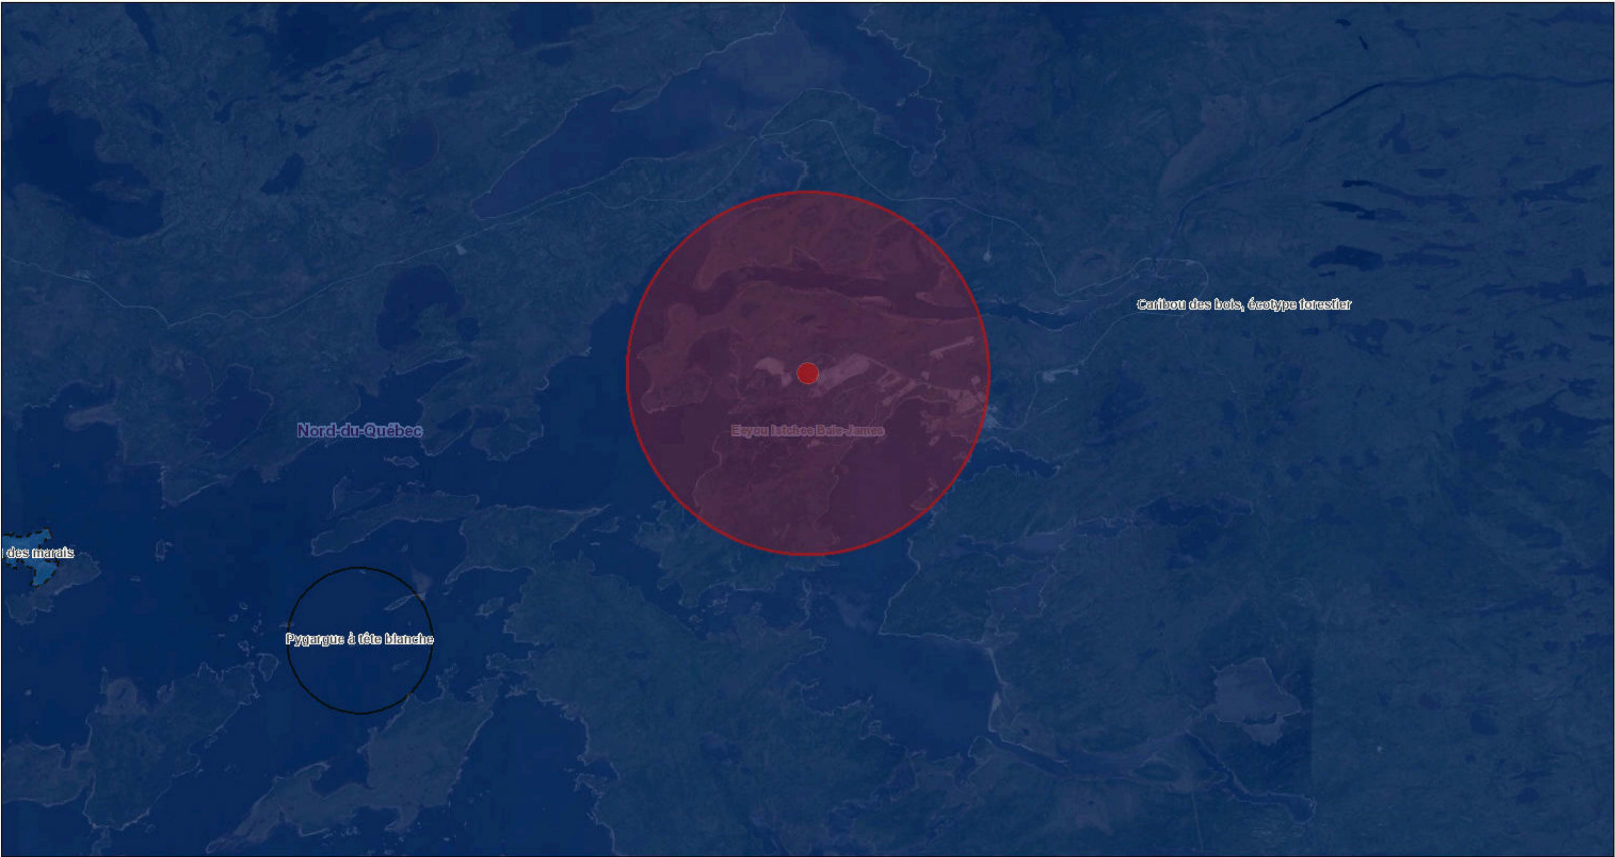 Caribou des bois, écotype forestier
Nord-du-Québec
Eeyou Istchee Baie-James
des marais
Pygargue à tête blanche